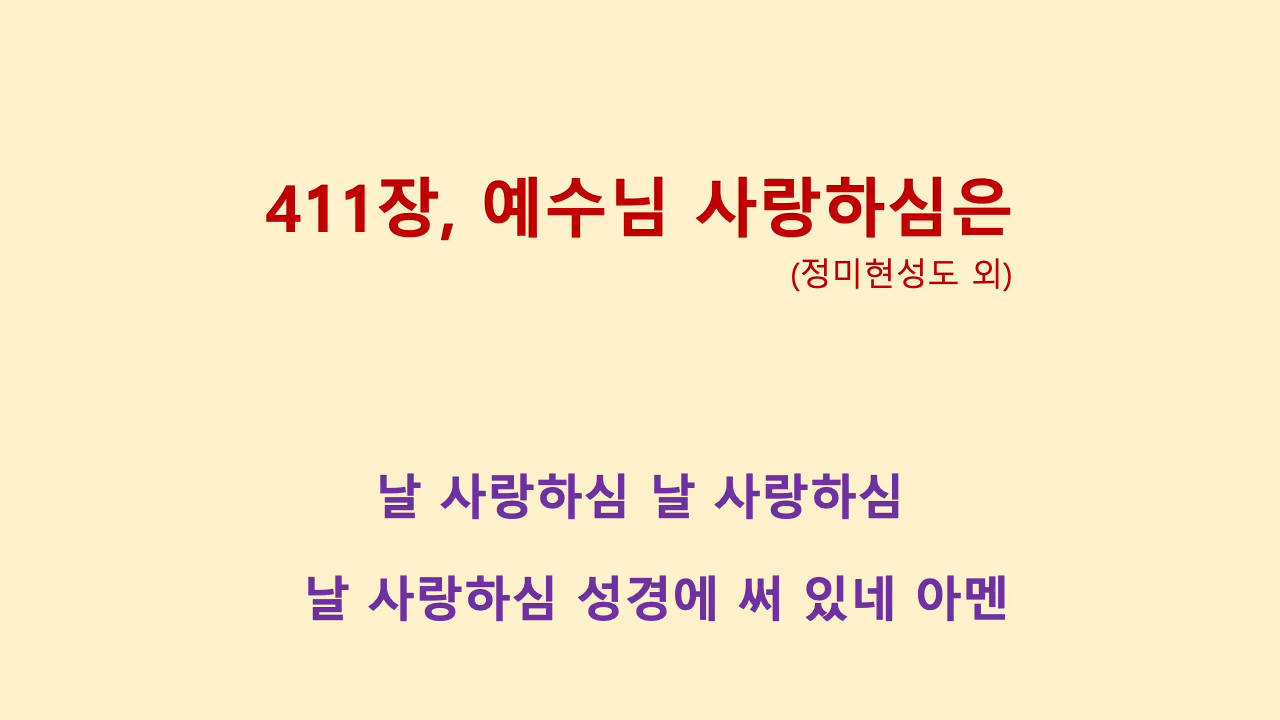 411장, 예수님 사랑하심은
(정미현성도 외)
날 사랑하심 날 사랑하심
날 사랑하심 성경에 써 있네 아멘